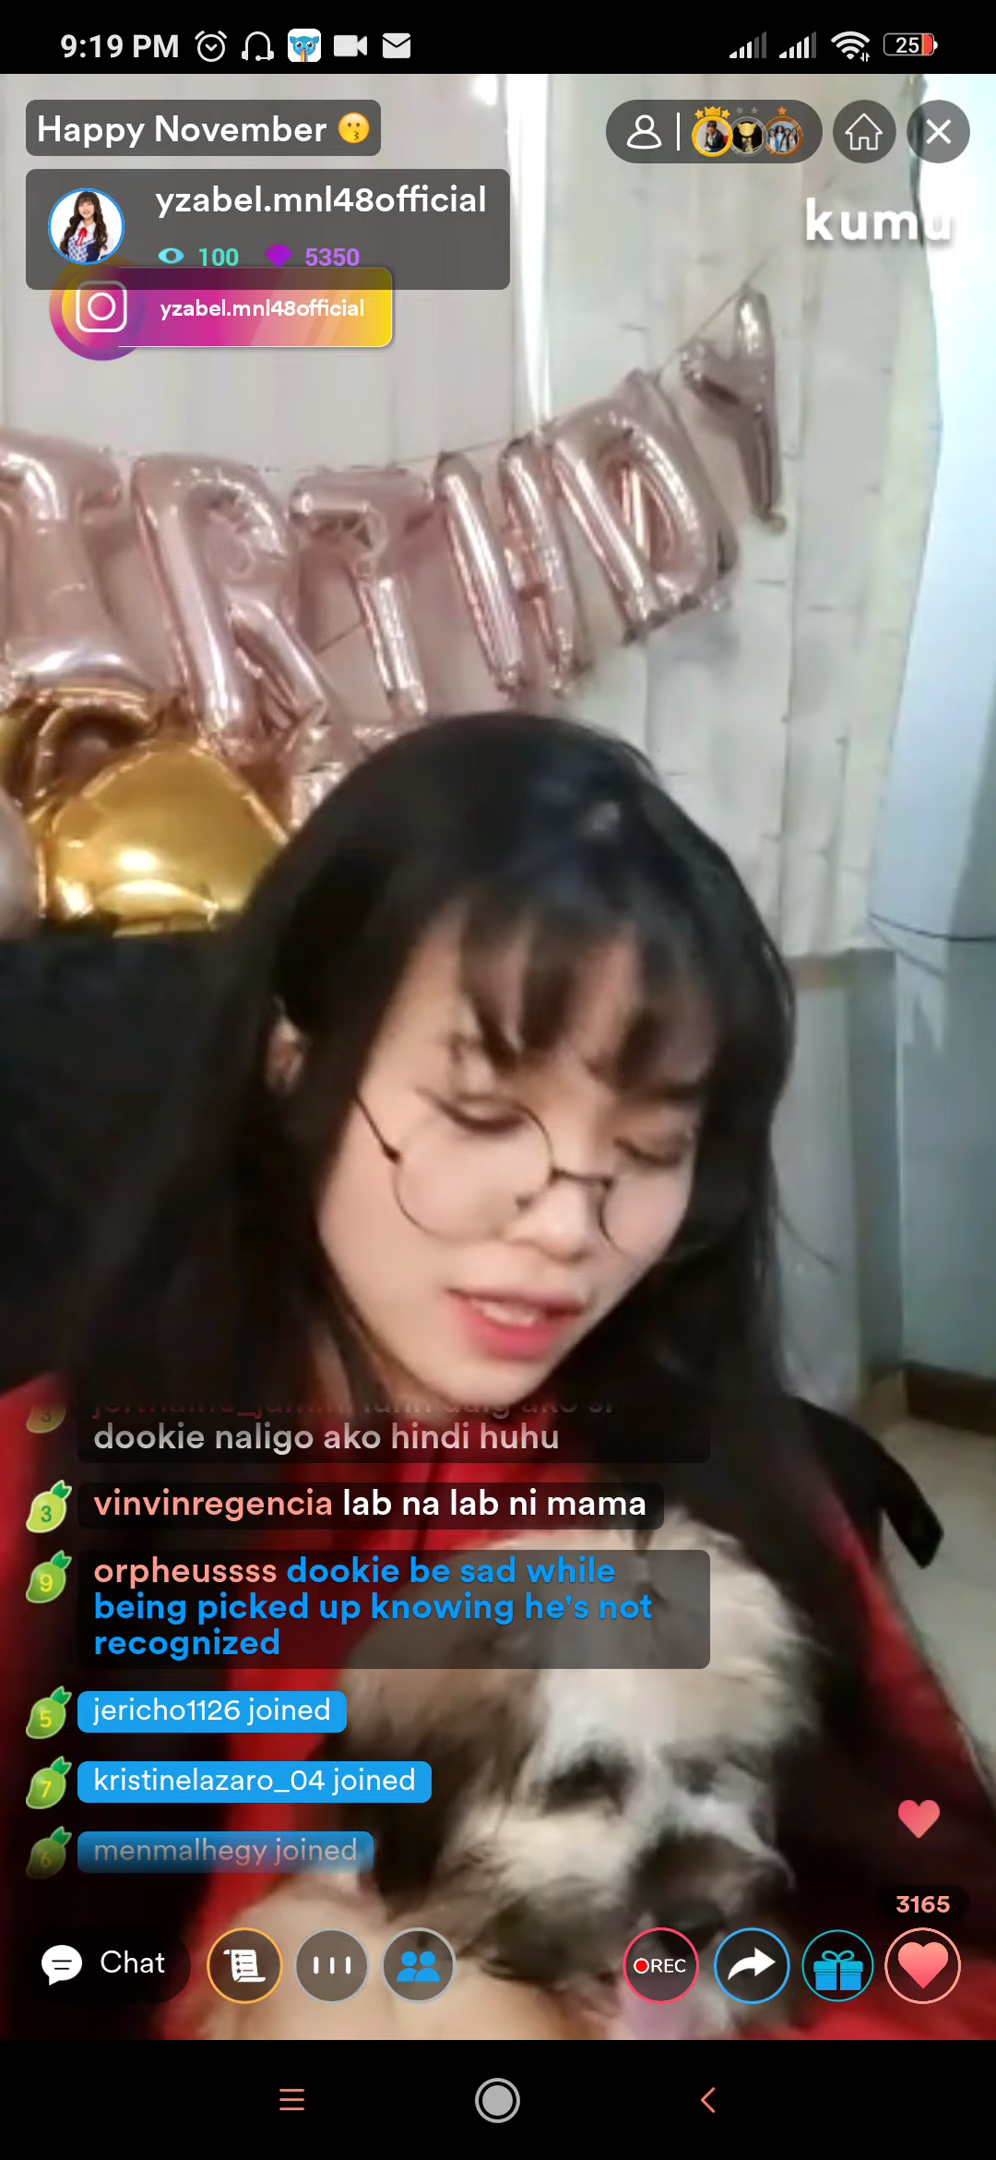 9:19 PM
25
Happy November 😗
yzabel.mnl48official
100 5350
kumu
yzabel.mnl48official
IRTHDY
dookie naligo ako hindi huhu
3 vinvinregencia lab na lab ni mama
9 orpheussss dookie be sad while
being picked up knowing he's not
recognized
5 jericho1126 joined
7 kristinelazaro_04 joined
6 menmalhegy joined
3165
Chat
REC